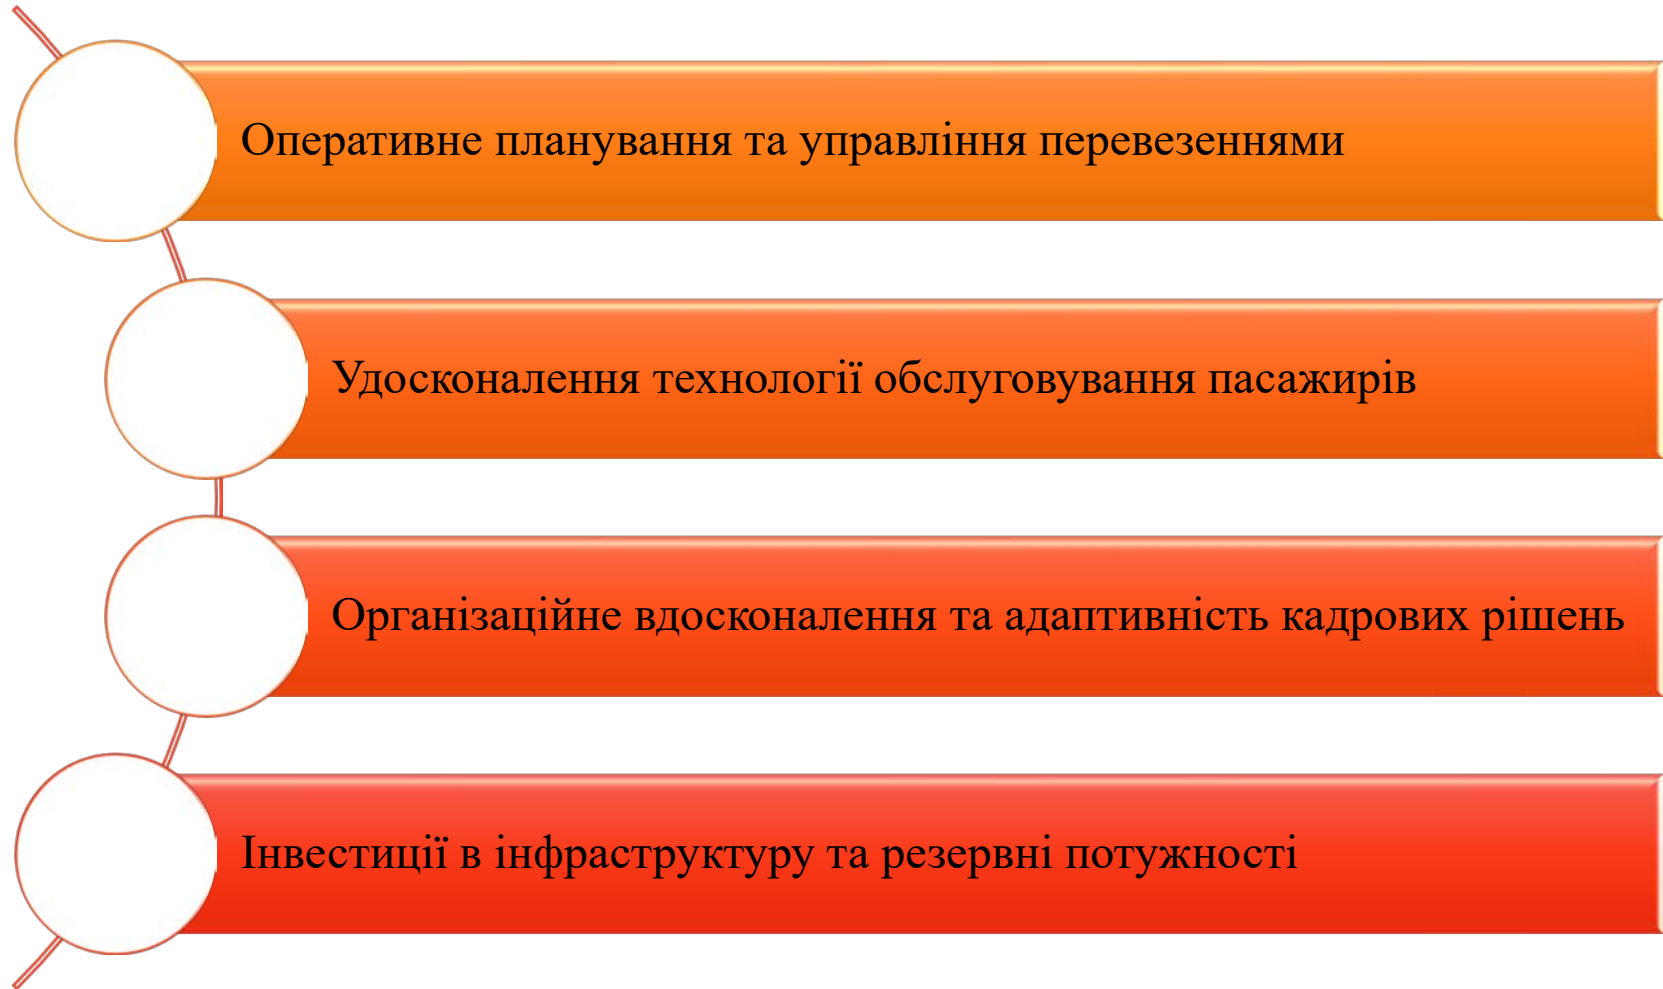 Оперативне планування та управління перевезеннями
Удосконалення технології обслуговування пасажирів
Організаційне вдосконалення та адаптивність кадрових рішень
Інвестиції в інфраструктуру та резервні потужності